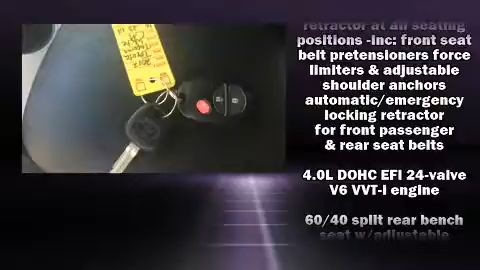 retractor at all seating
positions -inc: front seat
belt pretensioners force
limiters & adjustable
shoulder anchors
automatic/emergency
locking retractor
for front passenger
& rear seat belts
4.0L DOHC EFI 24-valve
V6 VVT-I engine
60/40 split rear bench
seat w/adjustable